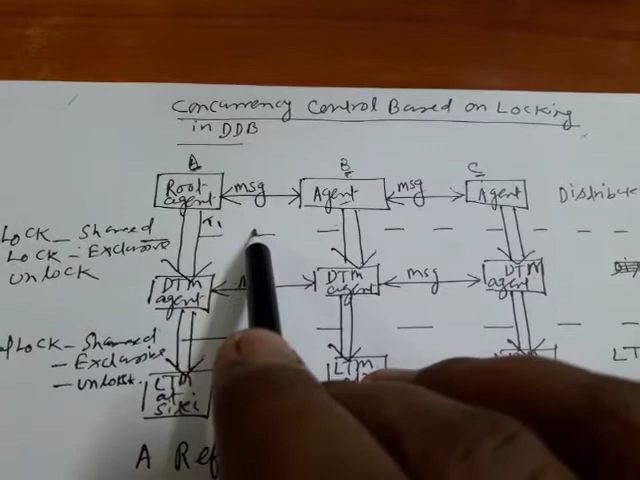 Concurrency Control Based on Locking
in DDB
A
B
C
Root
agent
msg
Agent
msg
Agent
Distribute
LOCK - Shared
LOCK - Exclusive
unlock
DTM
agent
DTM
agent
msg
DTM
agent
LOCK - Shared
- Exclusive
- unlock.
LTM
at
site i
LTM
LTM
LT
A Ref